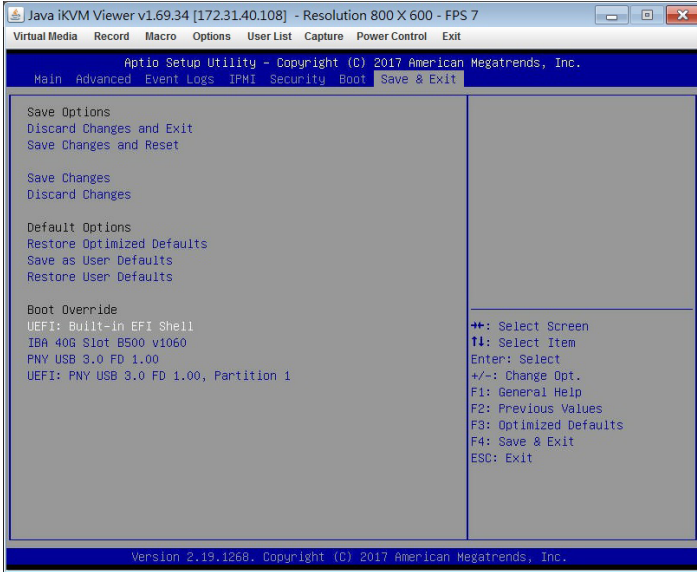 Java iKVM Viewer v1.69.34 [172.31.40.108] - Resolution 800 X 600 - FPS 7
Virtual Media Record Macro Options User List Capture Power Control Exit
Aptio Setup Utility – Copyright (C) 2017 American Megatrends, Inc.
Main Advanced Event Logs IPMI Security Boot Save & Exit
Save Options
Discard Changes and Exit
Save Changes and Reset
Save Changes
Discard Changes
Default Options
Restore Optimized Defaults
Save as User Defaults
Restore User Defaults
Boot Override
UEFI: Built-in EFI Shell
IBA 40G Slot B500 v1060
PNY USB 3.0 FD 1.00
UEFI: PNY USB 3.0 FD 1.00, Partition 1
→←: Select Screen
↑↓: Select Item
Enter: Select
+/-: Change Opt.
F1: General Help
F2: Previous Values
F3: Optimized Defaults
F4: Save & Exit
ESC: Exit
Version 2.19.1268. Copyright (C) 2017 American Megatrends, Inc.